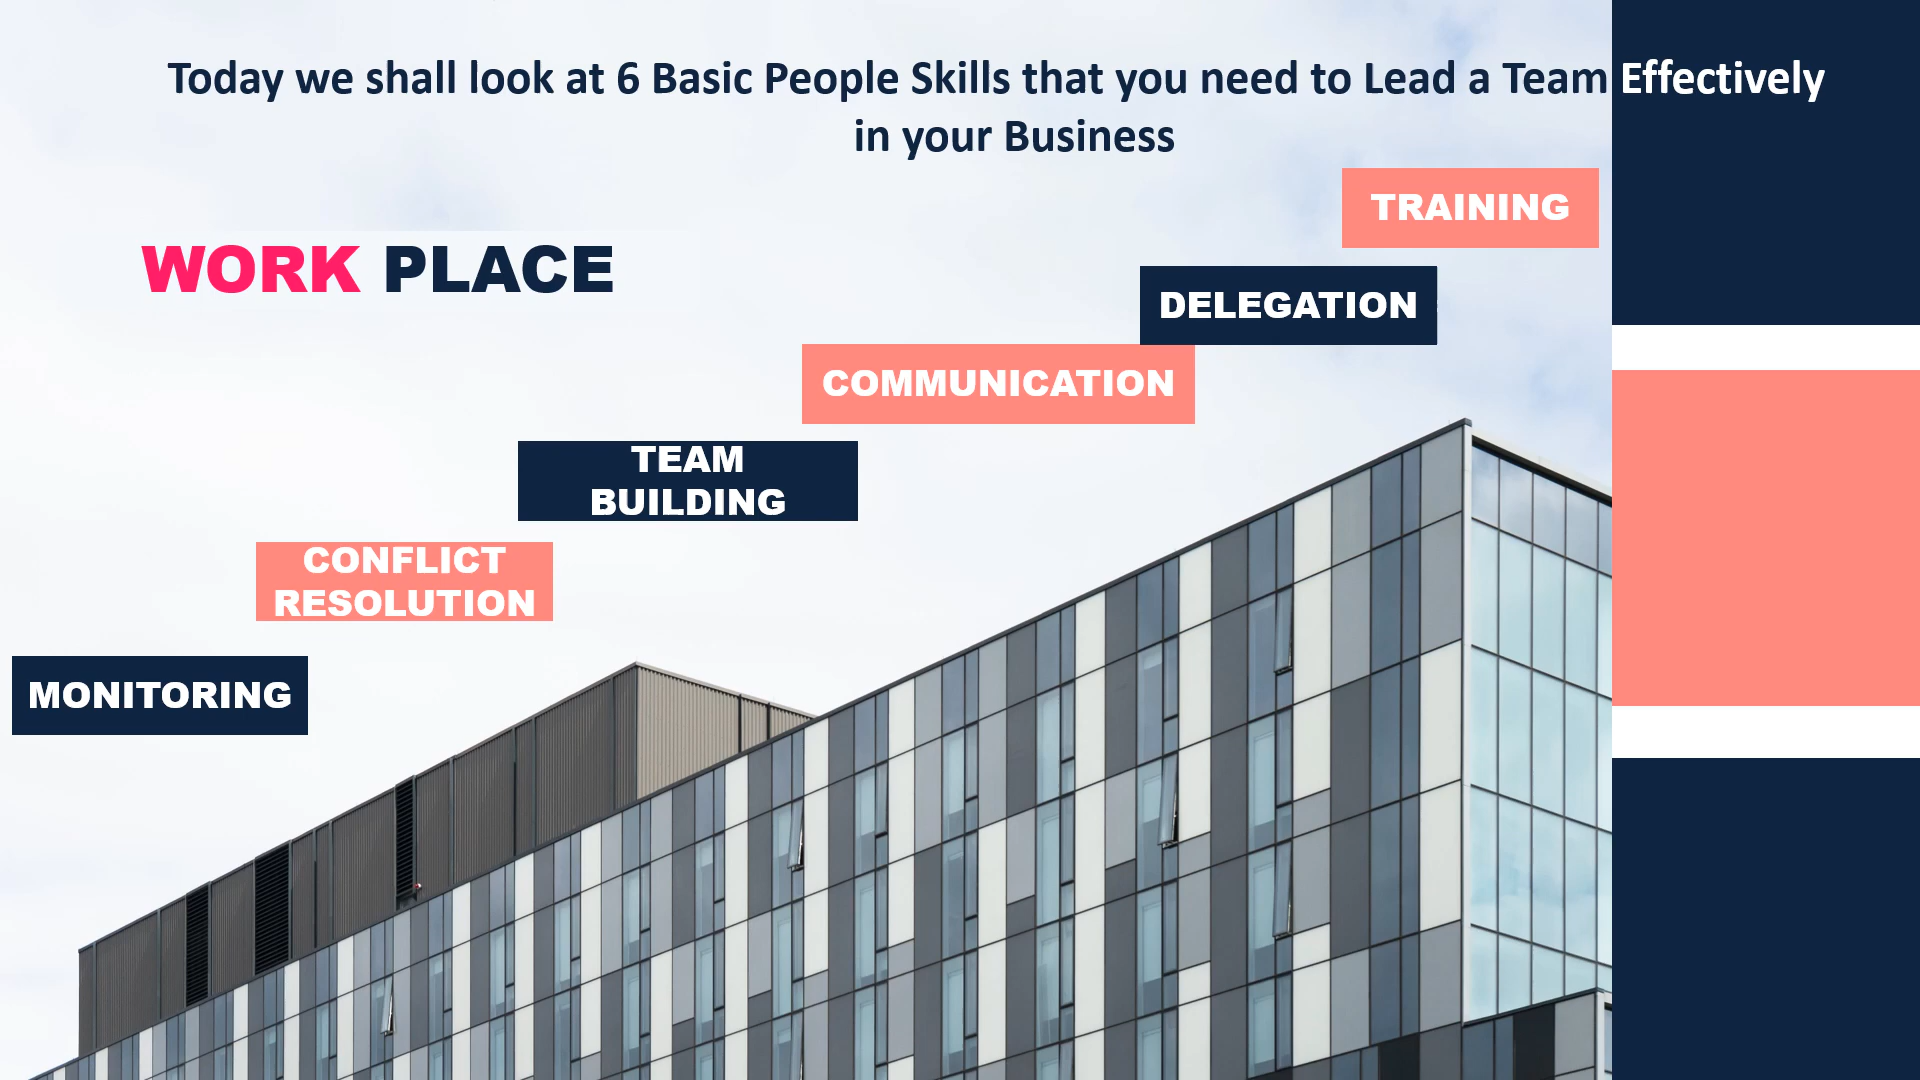 Today we shall look at 6 Basic People Skills that you need to Lead a Team Effectively
in your Business
TRAINING
WORK PLACE
DELEGATION
COMMUNICATION
TEAM
BUILDING
CONFLICT
RESOLUTION
MONITORING